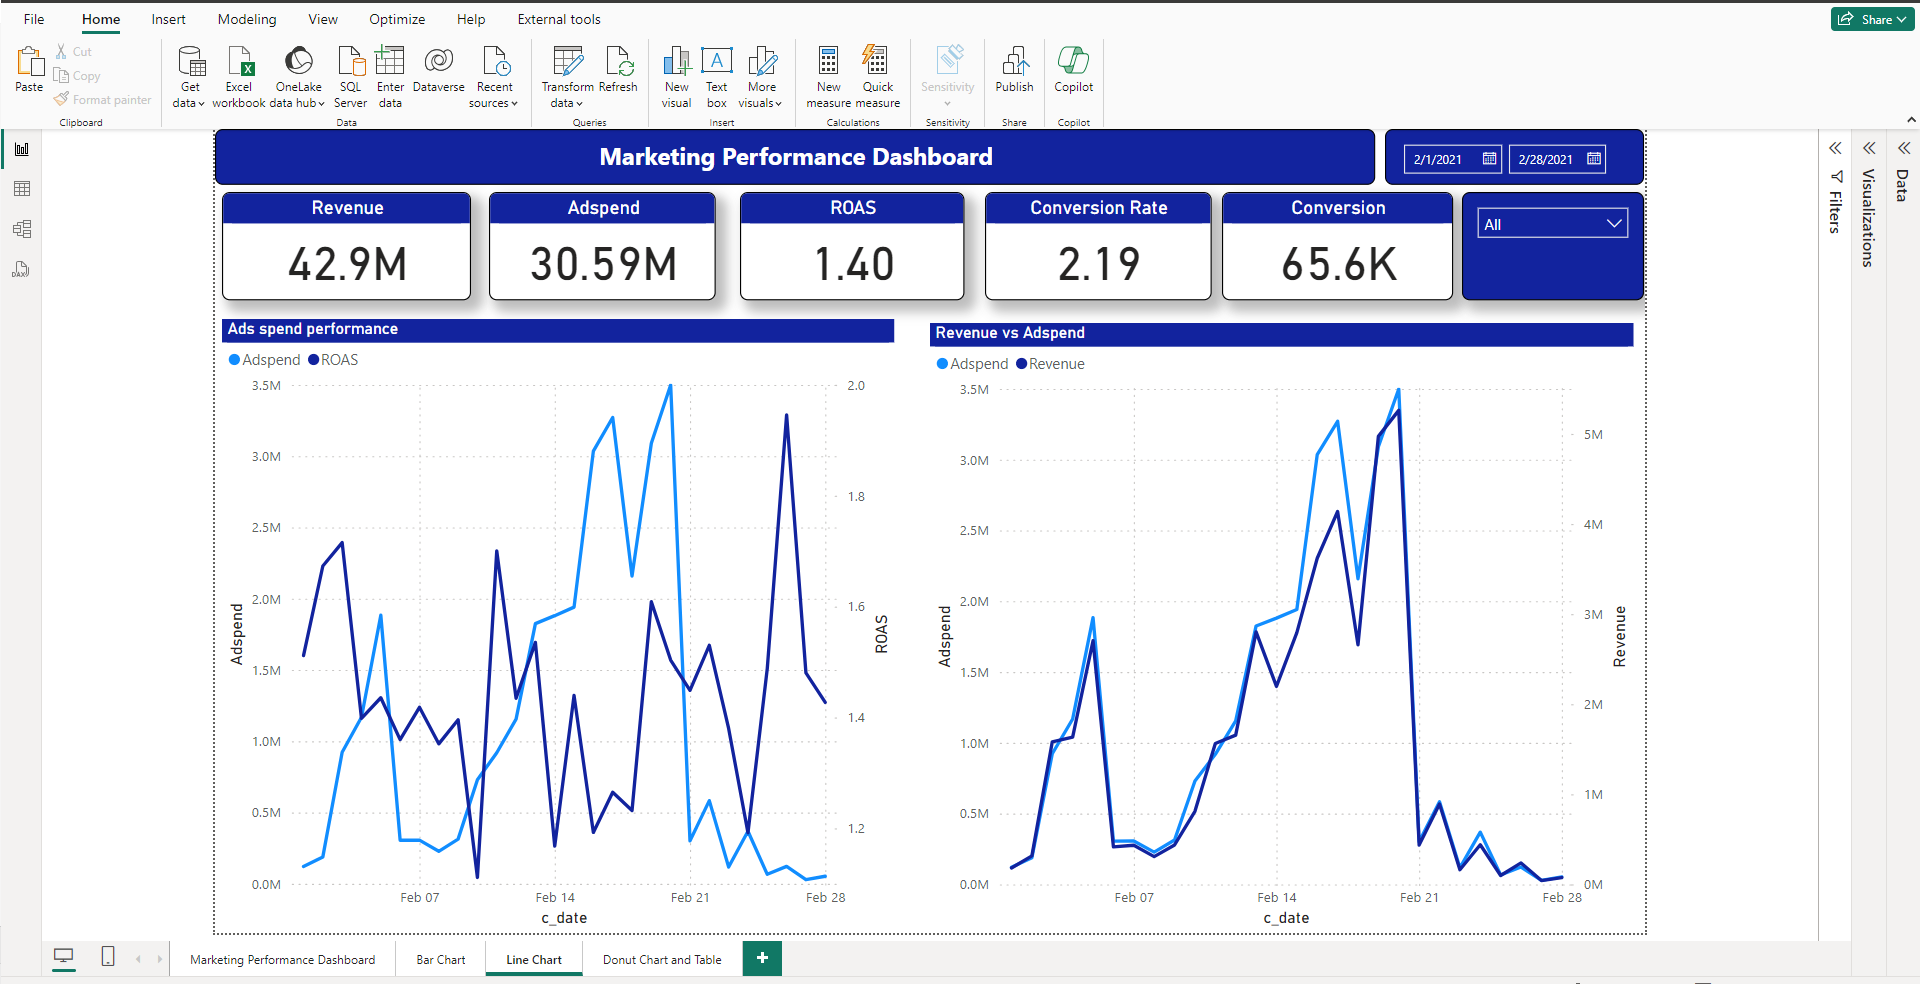 File Home Insert Modeling View Optimize Help External tools Share
Paste
Cut
Copy
Format painter
Clipboard
Get data
Excel workbook
OneLake data hub
SQL Server
Enter data
Dataverse
Recent sources
Data
Transform data
Refresh
Queries
New visual
Text box
More visuals
Insert
New measure
Quick measure
Calculations
Sensitivity
Sensitivity
Publish
Share
Copilot
Copilot
Marketing Performance Dashboard
2/1/2021 2/28/2021
Revenue
42.9M
Adspend
30.59M
ROAS
1.40
Conversion Rate
2.19
Conversion
65.6K
All
Filters
Visualizations
Data
Ads spend performance
Adspend ROAS
3.5M
3.0M
2.5M
2.0M
1.5M
1.0M
0.5M
0.0M
Adspend
2.0
1.8
1.6
1.4
1.2
ROAS
Feb 07 Feb 14 Feb 21 Feb 28
c_date
Revenue vs Adspend
Adspend Revenue
3.5M
3.0M
2.5M
2.0M
1.5M
1.0M
0.5M
0.0M
Adspend
5M
4M
3M
2M
1M
0M
Revenue
Feb 07 Feb 14 Feb 21 Feb 28
c_date
Marketing Performance Dashboard Bar Chart Line Chart Donut Chart and Table +